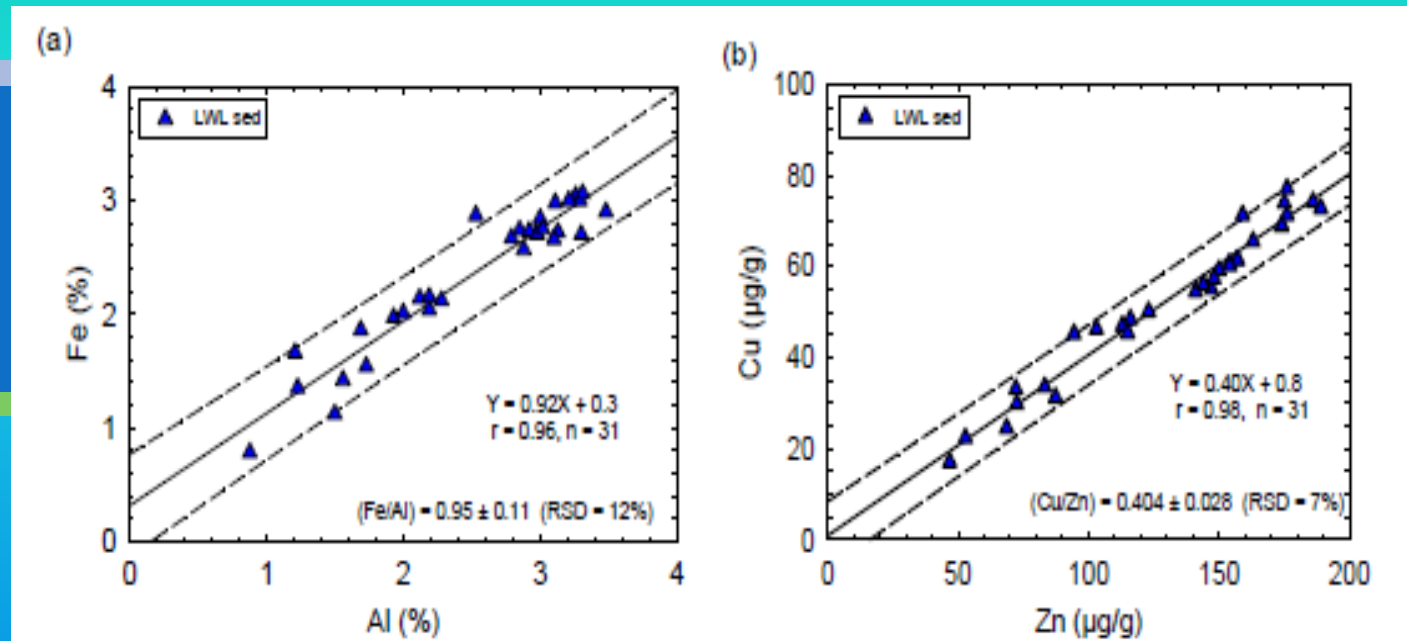 (a)
4
3
2
1
0
Fe (%)
LWL sed
Y = 0.92X + 0.3
r = 0.96, n = 31
(Fe/Al) = 0.95 ± 0.11 (RSD = 12%)
0 1 2 3 4
Al (%)
(b)
100
80
60
40
20
0
Cu (µg/g)
LWL sed
Y = 0.40X + 0.8
r = 0.98, n = 31
(Cu/Zn) = 0.404 ± 0.028 (RSD = 7%)
0 50 100 150 200
Zn (µg/g)